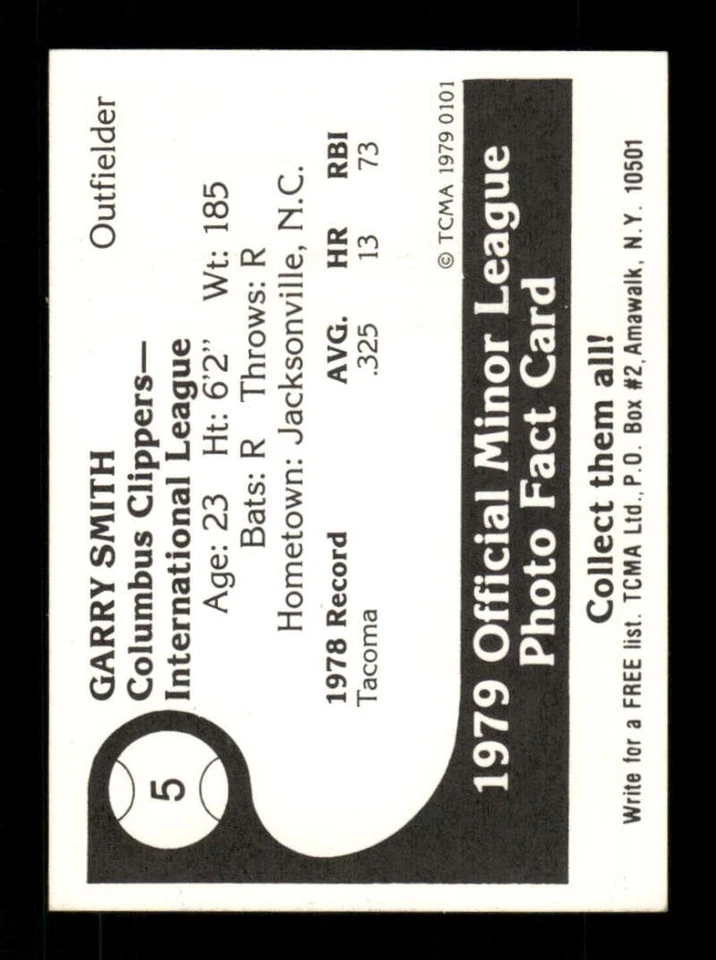 5
GARRY SMITH Outfielder
Columbus Clippers—
International League
Age: 23 Ht: 6'2" Wt: 185
Bats: R Throws: R
Hometown: Jacksonville, N.C.
1978 Record AVG. HR RBI
Tacoma .325 13 73
© TCMA 1979 0101
1979 Official Minor League
Photo Fact Card
Collect them all!
Write for a FREE list. TCMA Ltd., P.O. Box #2, Amawalk, N.Y. 10501